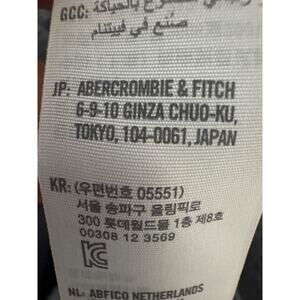 صُنع في فيتنام
JP: ABERCROMBIE & FITCH
6-9-10 GINZA CHUO-KU,
TOKYO, 104-0061, JAPAN
KR: (우편번호 05551)
서울 송파구 올림픽로
300 롯데월드몰 1층 제8호
00308 12 3569
NL: ABFICO NETHERLANDS